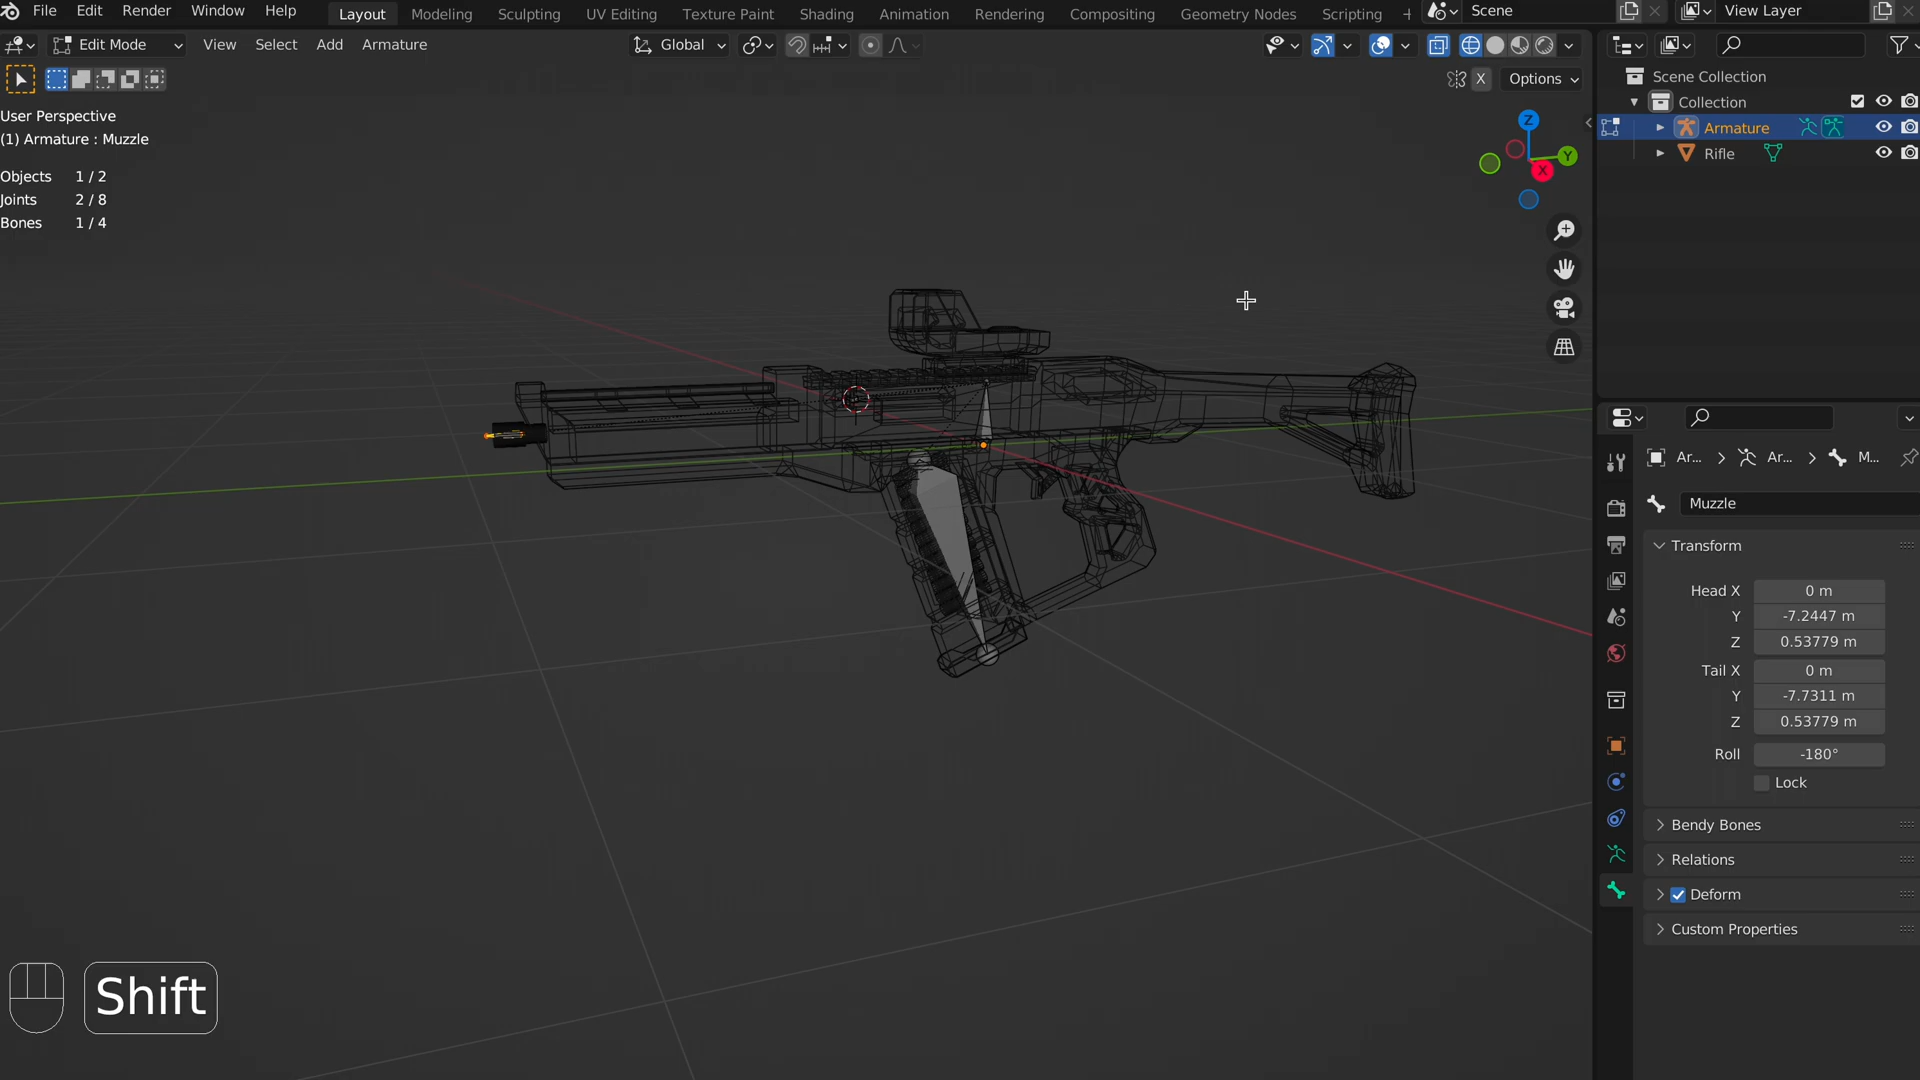 File Edit Render Window Help Layout Modeling Sculpting UV Editing Texture Paint Shading Animation Rendering Compositing Geometry Nodes Scripting + Scene View Layer
Edit Mode View Select Add Armature Global
X Options
User Perspective
(1) Armature : Muzzle
Objects 1 / 2
Joints 2 / 8
Bones 1 / 4
Z
Y
X
Scene Collection
Collection
Armature
Rifle
Ar... Ar... M...
Muzzle
Transform
Head X 0 m
Y -7.2447 m
Z 0.53779 m
Tail X 0 m
Y -7.7311 m
Z 0.53779 m
Roll -180°
Lock
Bendy Bones
Relations
Deform
Custom Properties
Shift